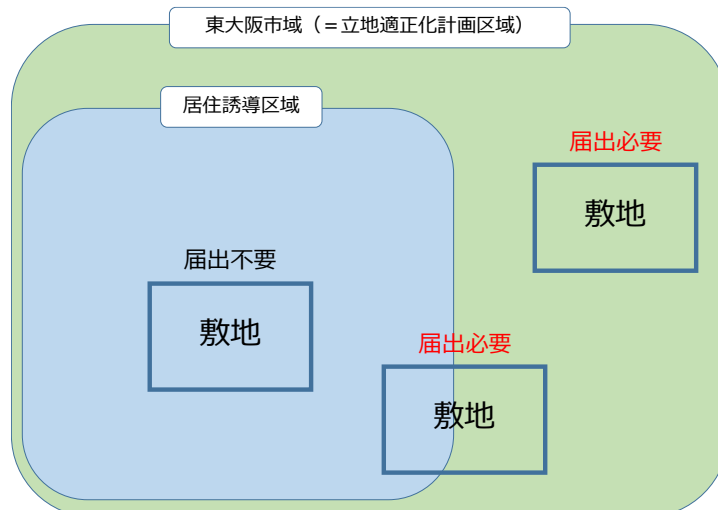 東大阪市域（＝立地適正化計画区域）
居住誘導区域
届出必要
敷地
届出不要
敷地
届出必要
敷地